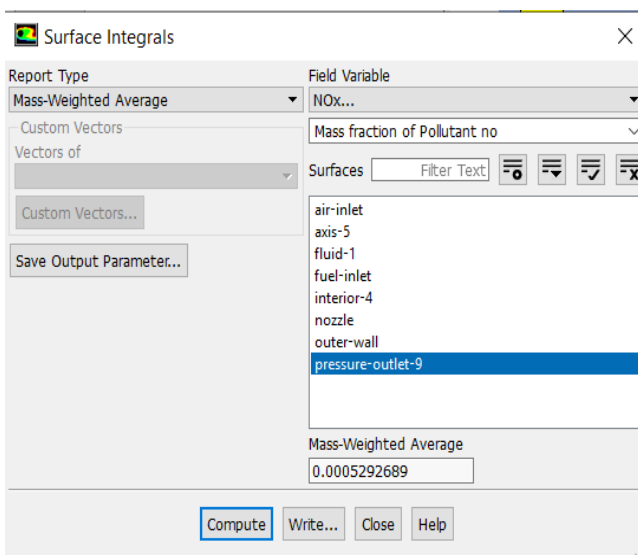 Surface Integrals
Report Type
Mass-Weighted Average
Custom Vectors
Vectors of
Custom Vectors...
Save Output Parameter...
Field Variable
NOx...
Mass fraction of Pollutant no
Surfaces
Filter Text
air-inlet
axis-5
fluid-1
fuel-inlet
interior-4
nozzle
outer-wall
pressure-outlet-9
Mass-Weighted Average
0.0005292689
Compute
Write...
Close
Help